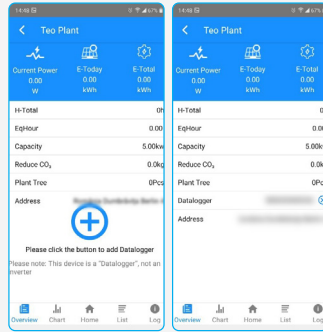 14:46
67%
Teo Plant
Current Power
0.00
W
E-Today
0.00
kWh
E-Total
0.00
kWh
H-Total 0h
EqHour 0.00
Capacity 5.00kw
Reduce CO₂ 0.0kg
Plant Tree 0Pcs
Address
Please click the button to add Datalogger
Please note: This device is a "Datalogger", not an
inverter
Overview Chart Home List Log
14:48
67%
Teo Plant
Current Power
0.00
W
E-Today
0.00
kWh
E-Total
0.00
kWh
H-Total 0
EqHour 0.00
Capacity 5.00kw
Reduce CO₂ 0.0k
Plant Tree 0Pc
Datalogger
Address
Overview Chart Home List Log